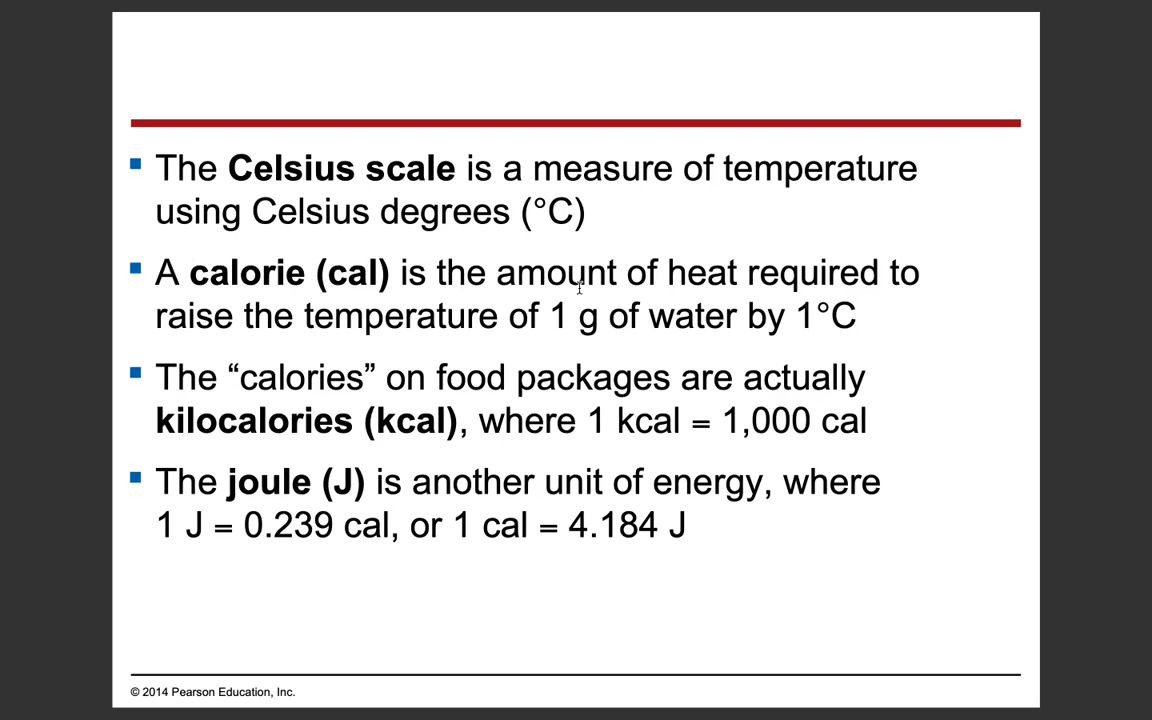 The Celsius scale is a measure of temperature
using Celsius degrees (°C)
A calorie (cal) is the amount of heat required to
raise the temperature of 1 g of water by 1°C
The “calories” on food packages are actually
kilocalories (kcal), where 1 kcal = 1,000 cal
The joule (J) is another unit of energy, where
1 J = 0.239 cal, or 1 cal = 4.184 J
© 2014 Pearson Education, Inc.